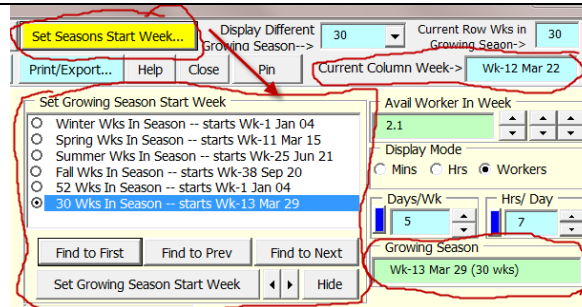 Set Seasons Start Week...
Display Different Growing Season-->
30
Current Row Wks in Growing Seaon->
30
Print/Export...
Help
Close
Pin
Current Column Week->
Wk-12 Mar 22
Set Growing Season Start Week
Winter Wks In Season -- starts Wk-1 Jan 04
Spring Wks In Season -- starts Wk-11 Mar 15
Summer Wks In Season -- starts Wk-25 Jun 21
Fall Wks In Season -- starts Wk-38 Sep 20
52 Wks In Season -- starts Wk-1 Jan 04
30 Wks In Season -- starts Wk-13 Mar 29
Find to First
Find to Prev
Find to Next
Set Growing Season Start Week
Hide
Avail Worker In Week
2.1
Display Mode
Mins
Hrs
Workers
Days/Wk
5
Hrs/ Day
7
Growing Season
Wk-13 Mar 29 (30 wks)